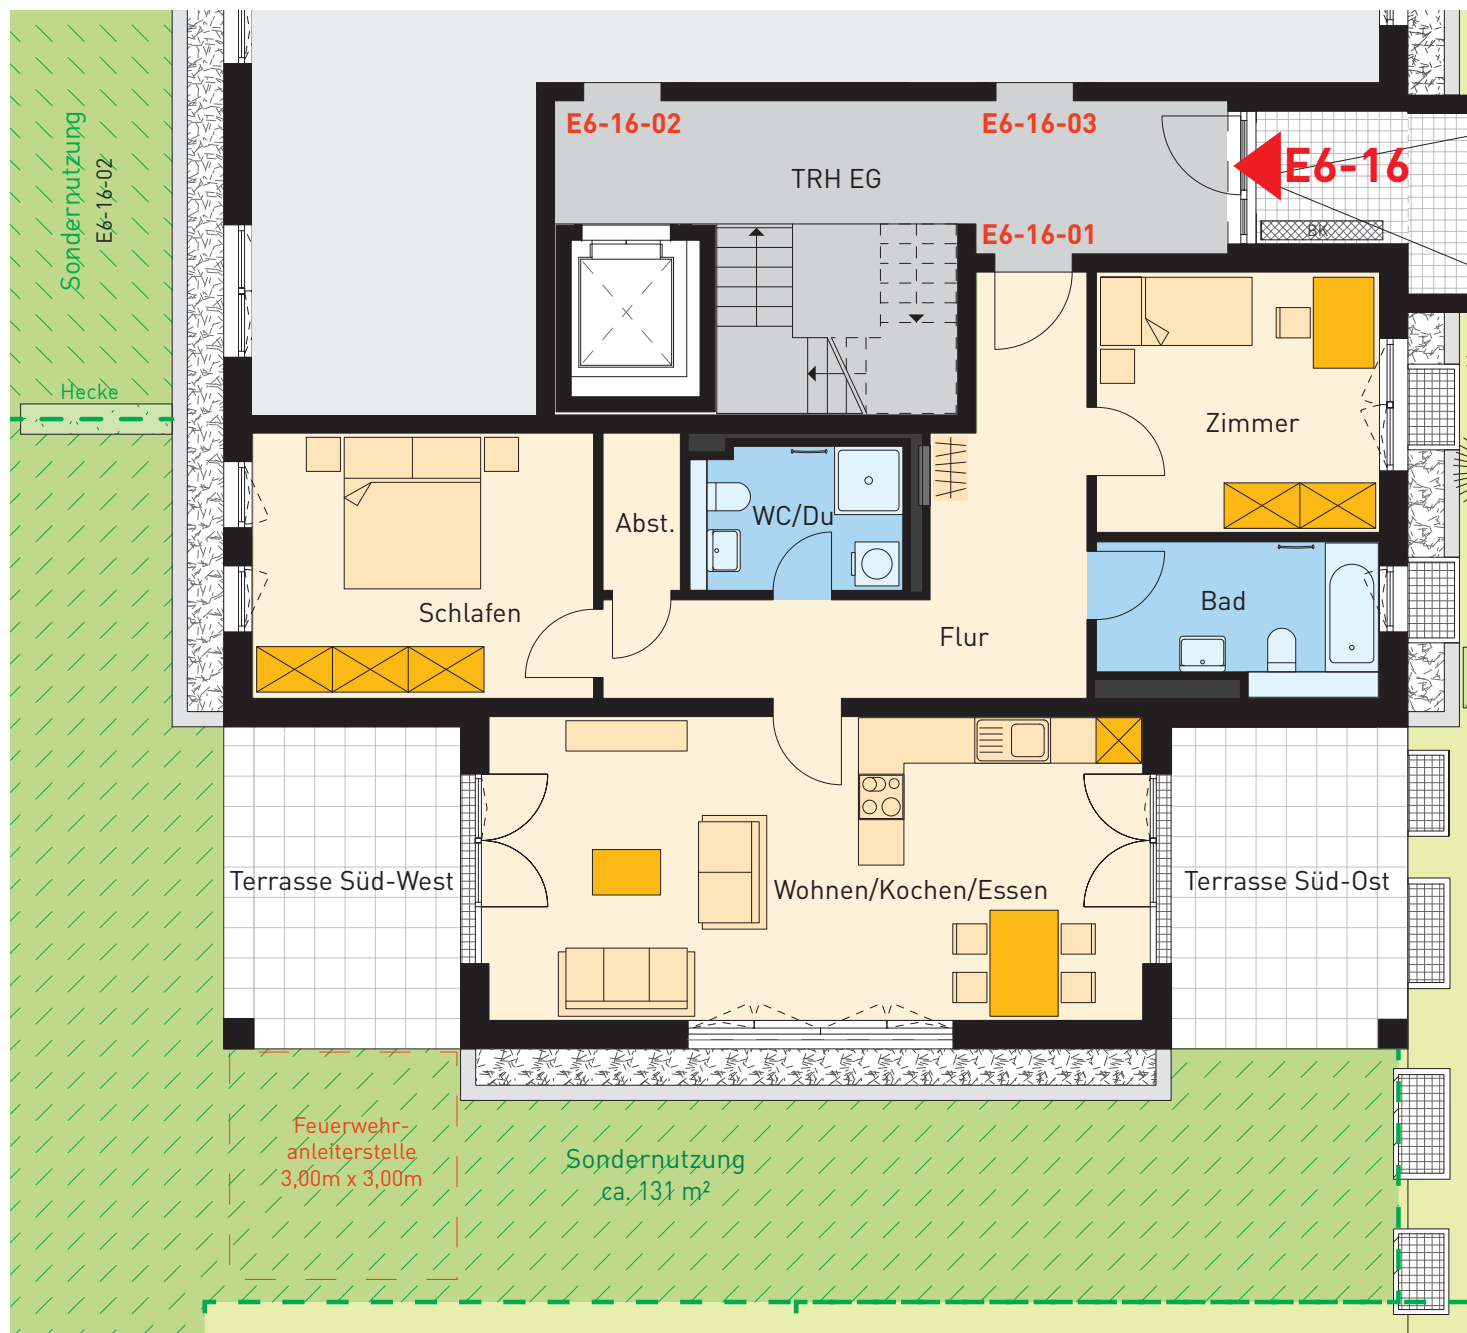 E6-16-02
E6-16-03
TRH EG
E6-16
E6-16-01
BK
Sondernutzung
E6-16-02
Hecke
Zimmer
Abst.
WC/Du
Schlafen
Bad
Flur
Terrasse Süd-West
Wohnen/Kochen/Essen
Terrasse Süd-Ost
Feuerwehr-
anleiterstelle
3,00m x 3,00m
Sondernutzung
ca. 131 m²